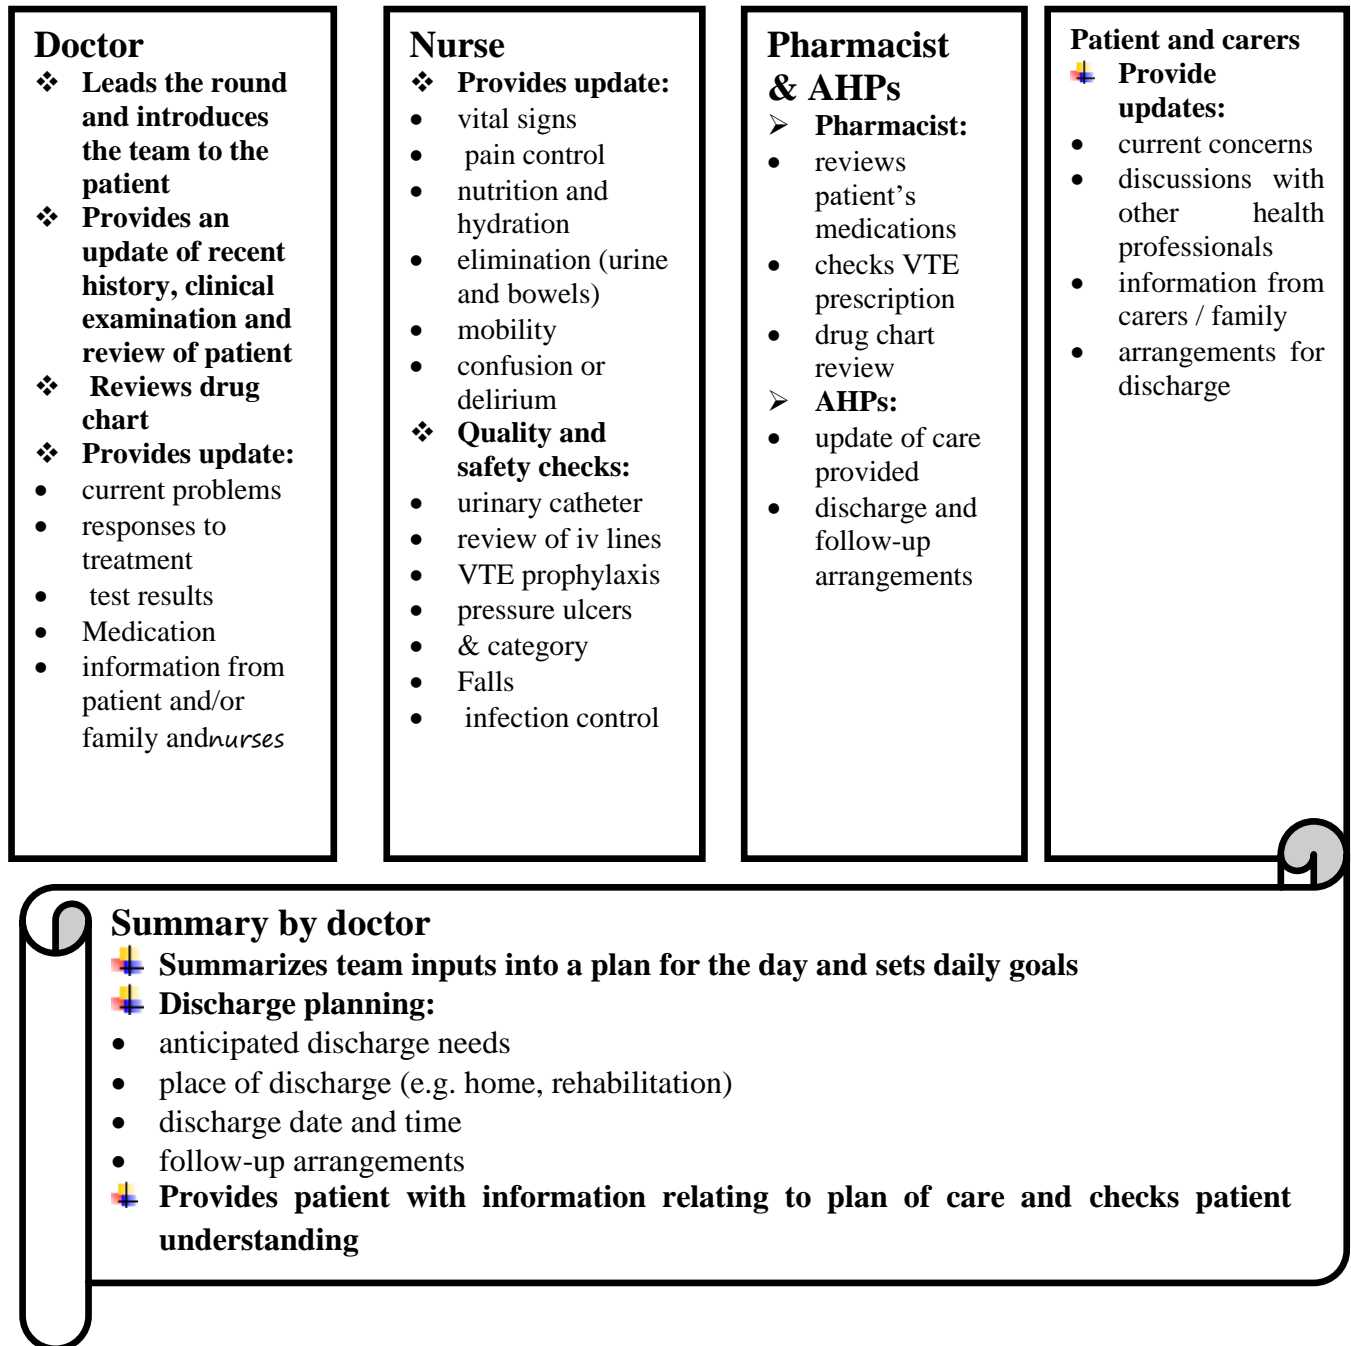 Doctor
❖ Leads the round
and introduces
the team to the
patient
❖ Provides an
update of recent
history, clinical
examination and
review of patient
❖ Reviews drug
chart
❖ Provides update:
• current problems
• responses to
treatment
• test results
• Medication
• information from
patient and/or
family andnurses
Nurse
❖ Provides update:
• vital signs
• pain control
• nutrition and
hydration
• elimination (urine
and bowels)
• mobility
• confusion or
delirium
❖ Quality and
safety checks:
• urinary catheter
• review of iv lines
• VTE prophylaxis
• pressure ulcers
• & category
• Falls
• infection control
Pharmacist
& AHPs
➢ Pharmacist:
• reviews
patient’s
medications
• checks VTE
prescription
• drug chart
review
➢ AHPs:
• update of care
provided
• discharge and
follow-up
arrangements
Patient and carers
Provide
updates:
• current concerns
• discussions with
other health
professionals
• information from
carers / family
• arrangements for
discharge
Summary by doctor
Summarizes team inputs into a plan for the day and sets daily goals
Discharge planning:
• anticipated discharge needs
• place of discharge (e.g. home, rehabilitation)
• discharge date and time
• follow-up arrangements
Provides patient with information relating to plan of care and checks patient
understanding